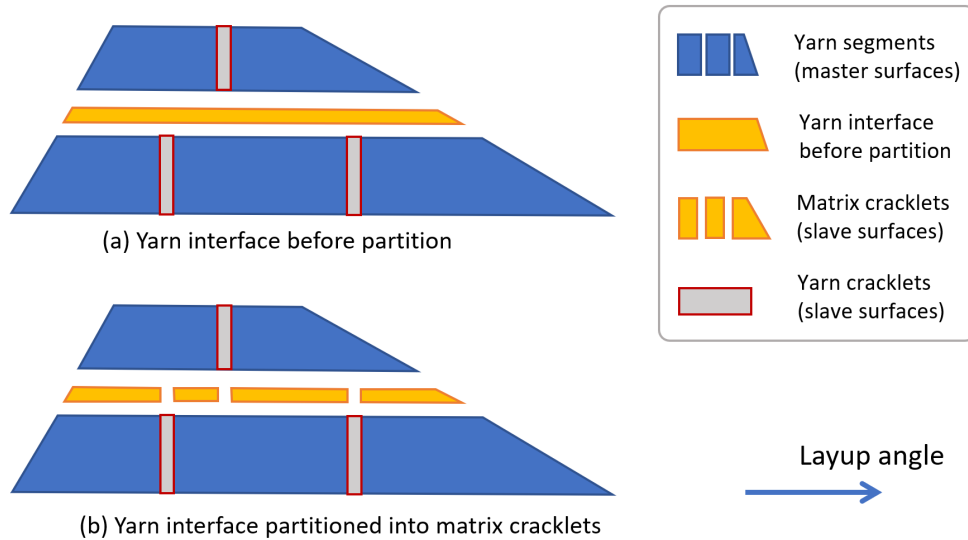 Yarn segments
(master surfaces)
Yarn interface
before partition
Matrix cracklets
(slave surfaces)
Yarn cracklets
(slave surfaces)
(a) Yarn interface before partition
Layup angle
(b) Yarn interface partitioned into matrix cracklets